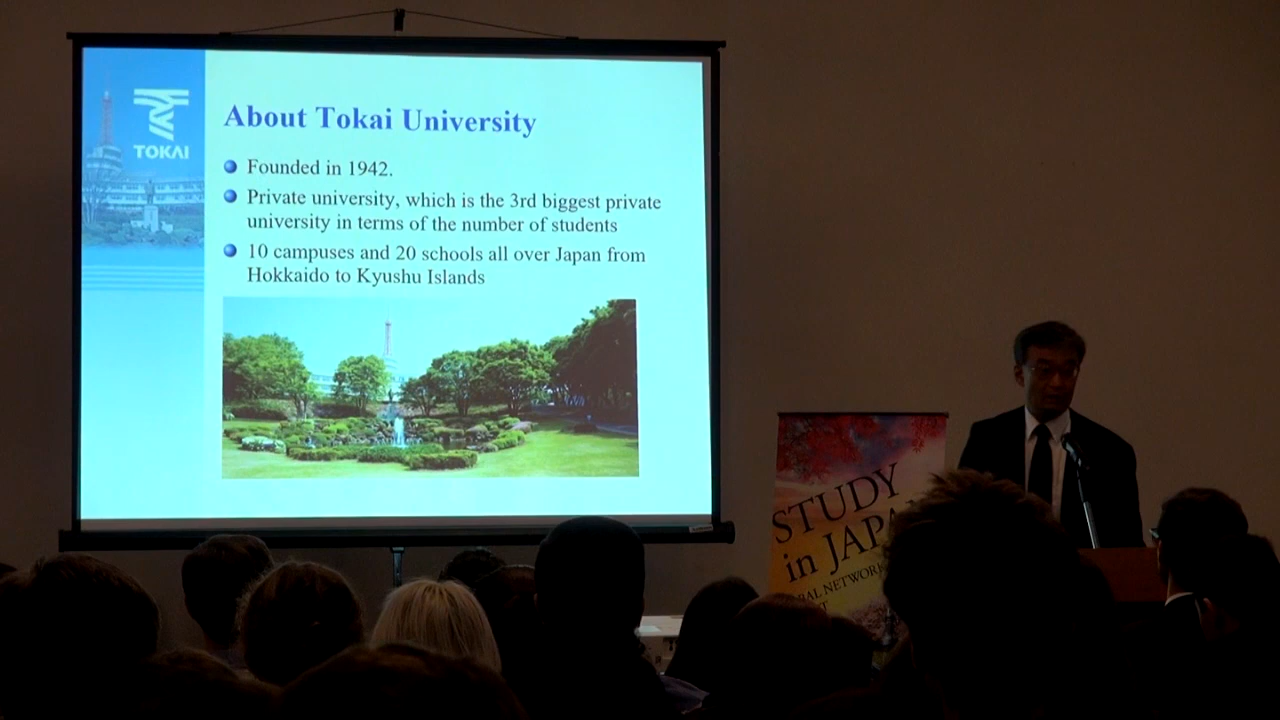 TOKAI
About Tokai University
Founded in 1942.
Private university, which is the 3rd biggest private
university in terms of the number of students
10 campuses and 20 schools all over Japan from
Hokkaido to Kyushu Islands
STUDY
in JAPA
BAL NETWORK